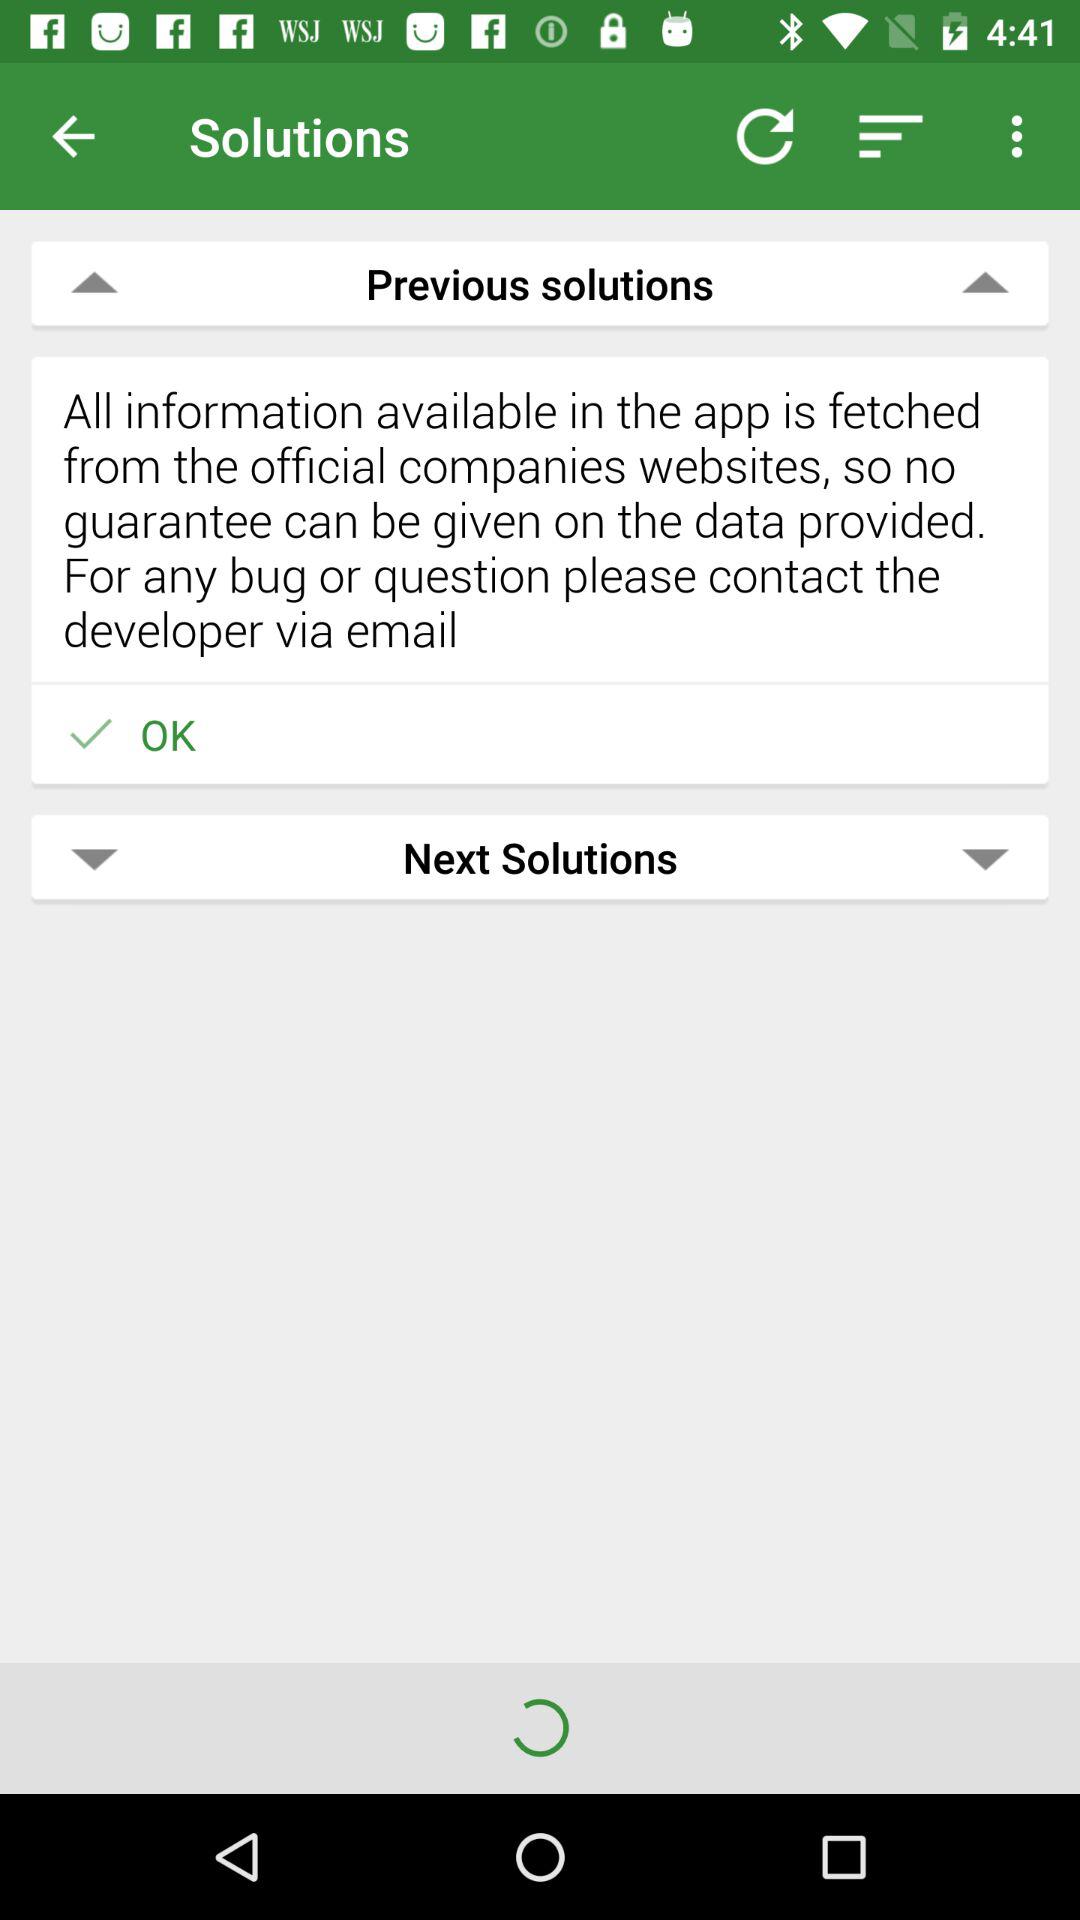 WSJ WSJ 4:41
Solutions
Previous solutions
All information available in the app is fetched
from the official companies websites, so no
guarantee can be given on the data provided.
For any bug or question please contact the
developer via email
OK
Next Solutions